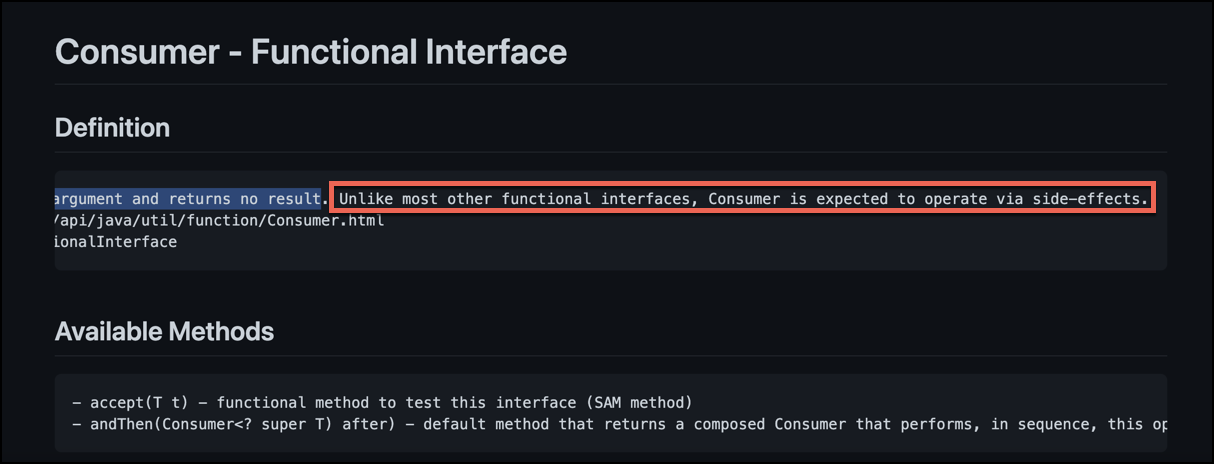 Consumer - Functional Interface
Definition
argument and returns no result. Unlike most other functional interfaces, Consumer is expected to operate via side-effects.
/api/java/util/function/Consumer.html
ionalInterface
Available Methods
- accept(T t) - functional method to test this interface (SAM method)
- andThen(Consumer<? super T) after) - default method that returns a composed Consumer that performs, in sequence, this op